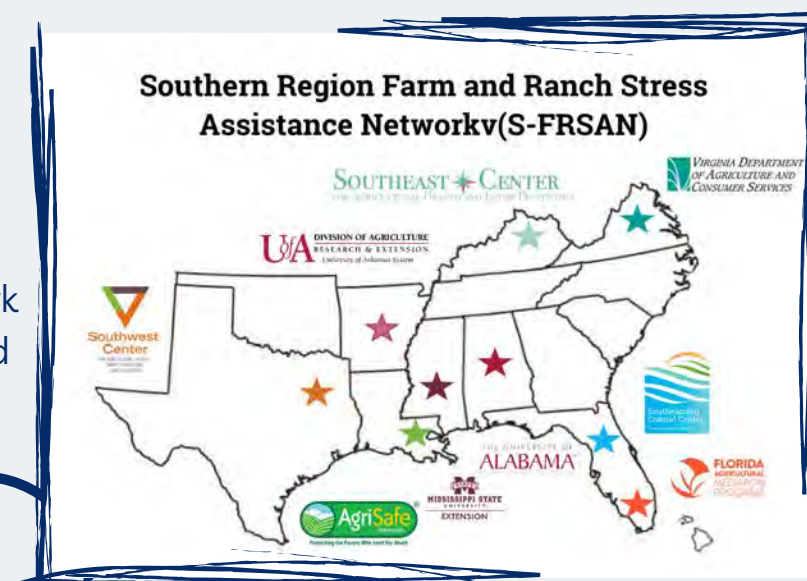 Southern Region Farm and Ranch Stress
Assistance Networkv(S-FRSAN)
VIRGINIA DEPARTMENT
OF AGRICULTURE AND
CONSUMER SERVICES
SOUTHEAST CENTER
UofA
DIVISION OF AGRICULTURE
RESEARCH & EXTENSION
University of Arkansas System
rk
d
Southwest
Center
Southeastern
Coastal Center
THE UNIVERSITY OF
ALABAMA
FLORIDA
AGRICULTURAL
MEDIATION
PROGRAM
MISSISSIPPI STATE
UNIVERSITY
EXTENSION
AgriSafe